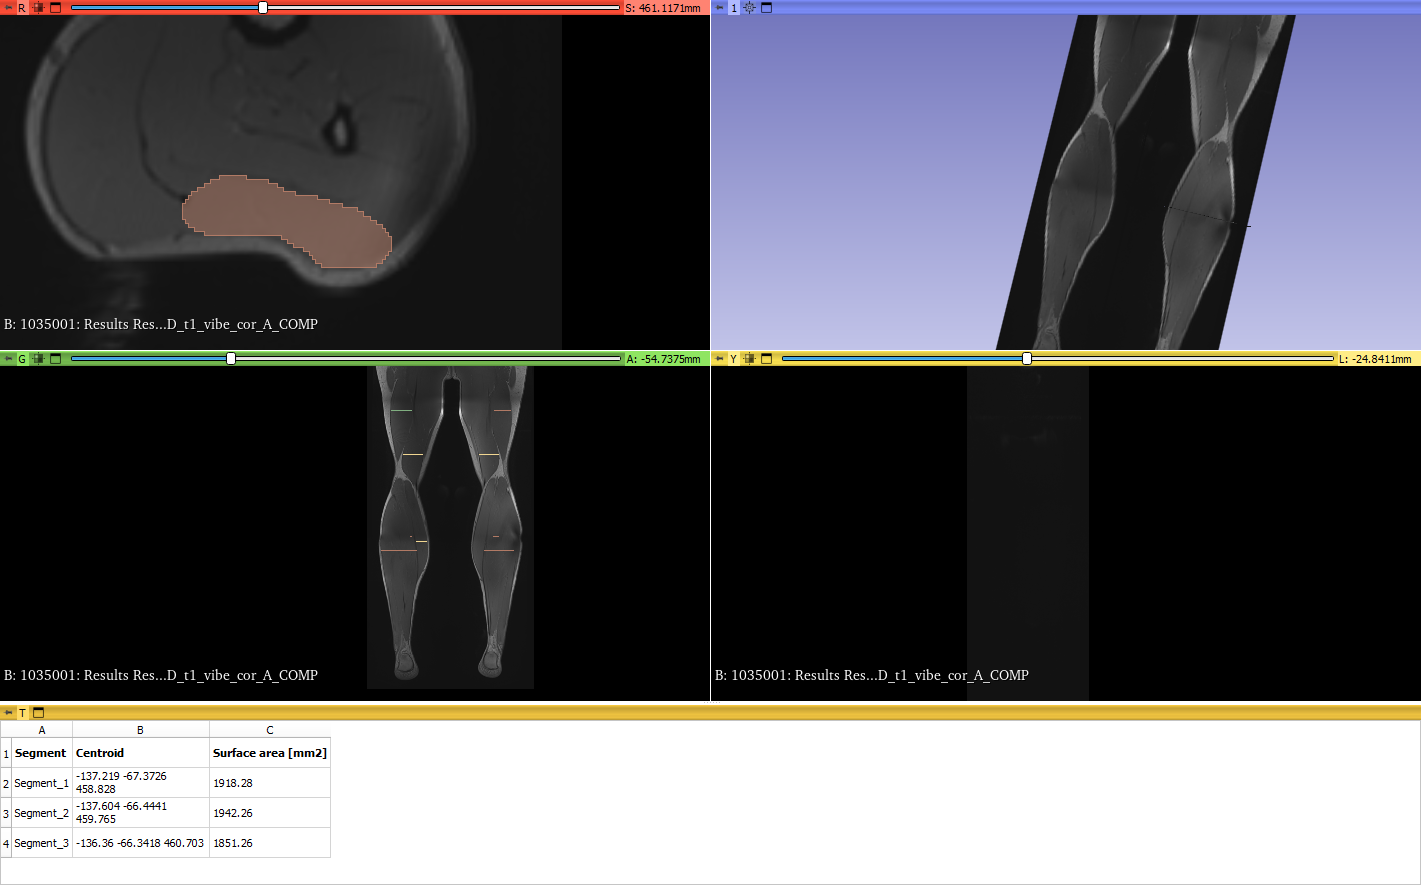 R
S: 461.1171mm
1
B: 1035001: Results Res...D_t1_vibe_cor_A_COMP
G
A: -54.7375mm
Y
L: -24.8411mm
B: 1035001: Results Res...D_t1_vibe_cor_A_COMP
B: 1035001: Results Res...D_t1_vibe_cor_A_COMP
T
A B C
1 Segment Centroid Surface area [mm2]
2 Segment_1 -137.219 -67.3726 458.828 1918.28
3 Segment_2 -137.604 -66.4441 459.765 1942.26
4 Segment_3 -136.36 -66.3418 460.703 1851.26